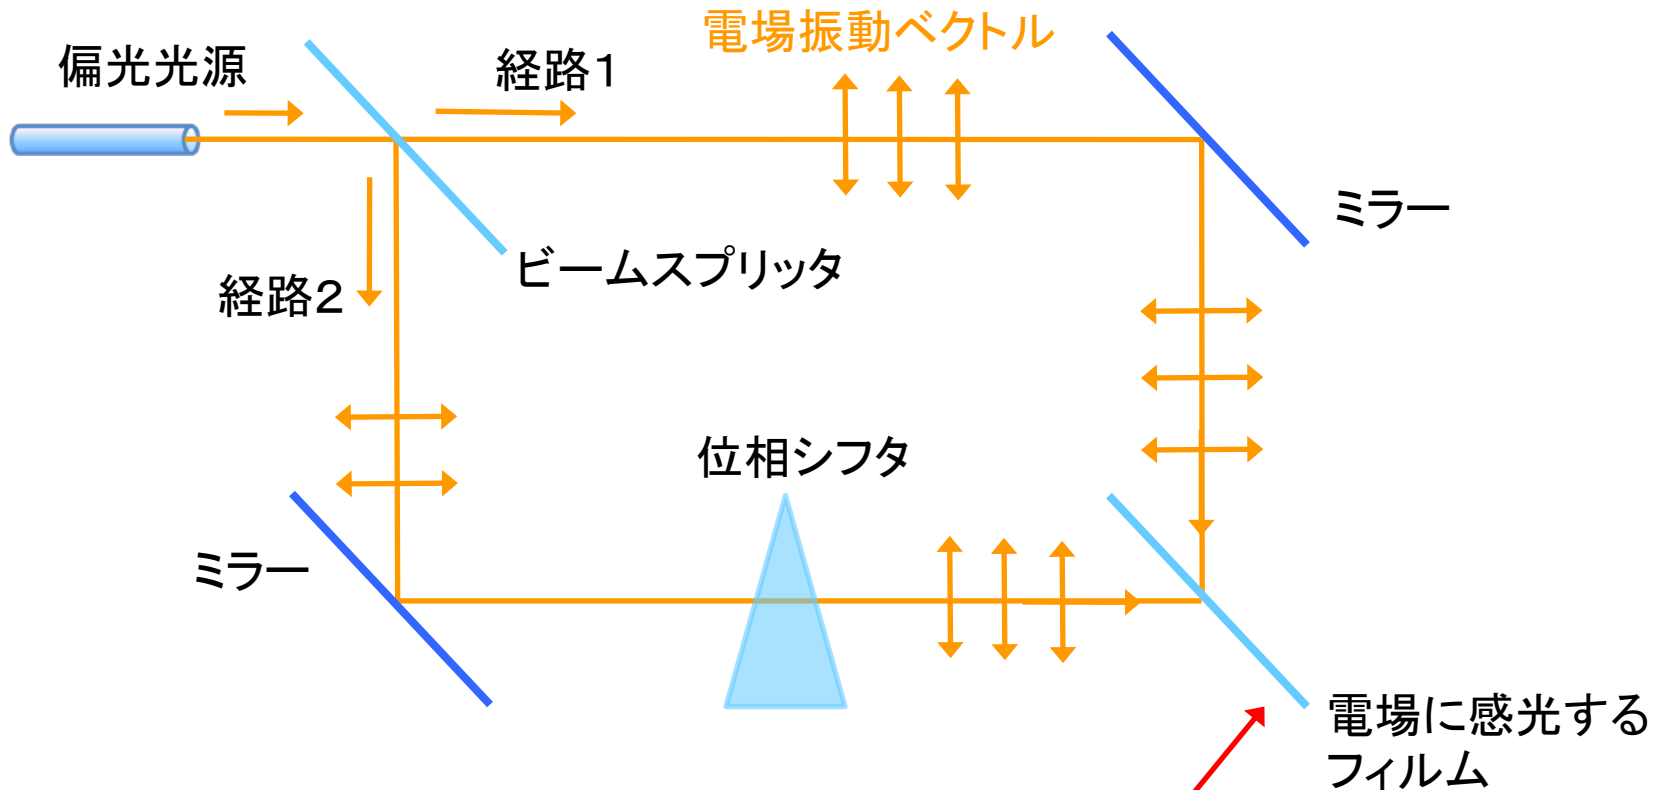 電場振動ベクトル
偏光光源
経路1
ミラー
ビームスプリッタ
経路2
位相シフタ
ミラー
電場に感光する
フィルム